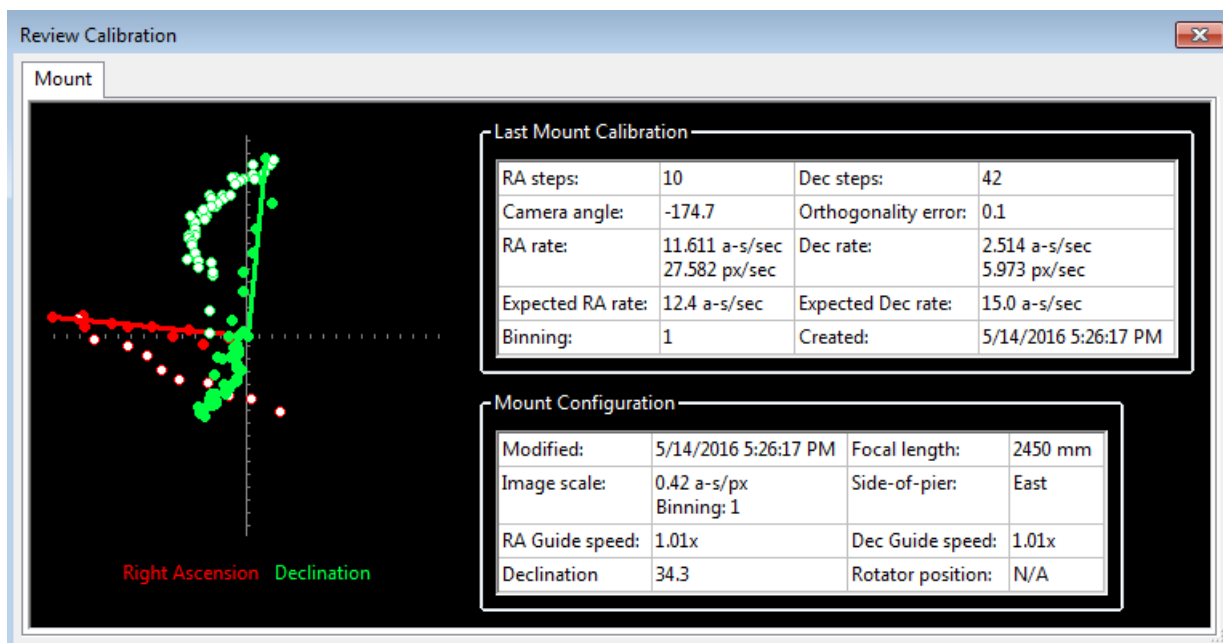 Review Calibration
Mount
Last Mount Calibration
RA steps: 10 Dec steps: 42
Camera angle: -174.7 Orthogonality error: 0.1
RA rate: 11.611 a-s/sec Dec rate: 2.514 a-s/sec
27.582 px/sec 5.973 px/sec
Expected RA rate: 12.4 a-s/sec Expected Dec rate: 15.0 a-s/sec
Binning: 1 Created: 5/14/2016 5:26:17 PM
Mount Configuration
Modified: 5/14/2016 5:26:17 PM Focal length: 2450 mm
Image scale: 0.42 a-s/px Side-of-pier: East
Binning: 1
RA Guide speed: 1.01x Dec Guide speed: 1.01x
Declination 34.3 Rotator position: N/A
Right Ascension Declination